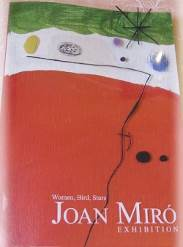 Women, Bird, Stars
JOAN MIRÓ
EXHIBITION